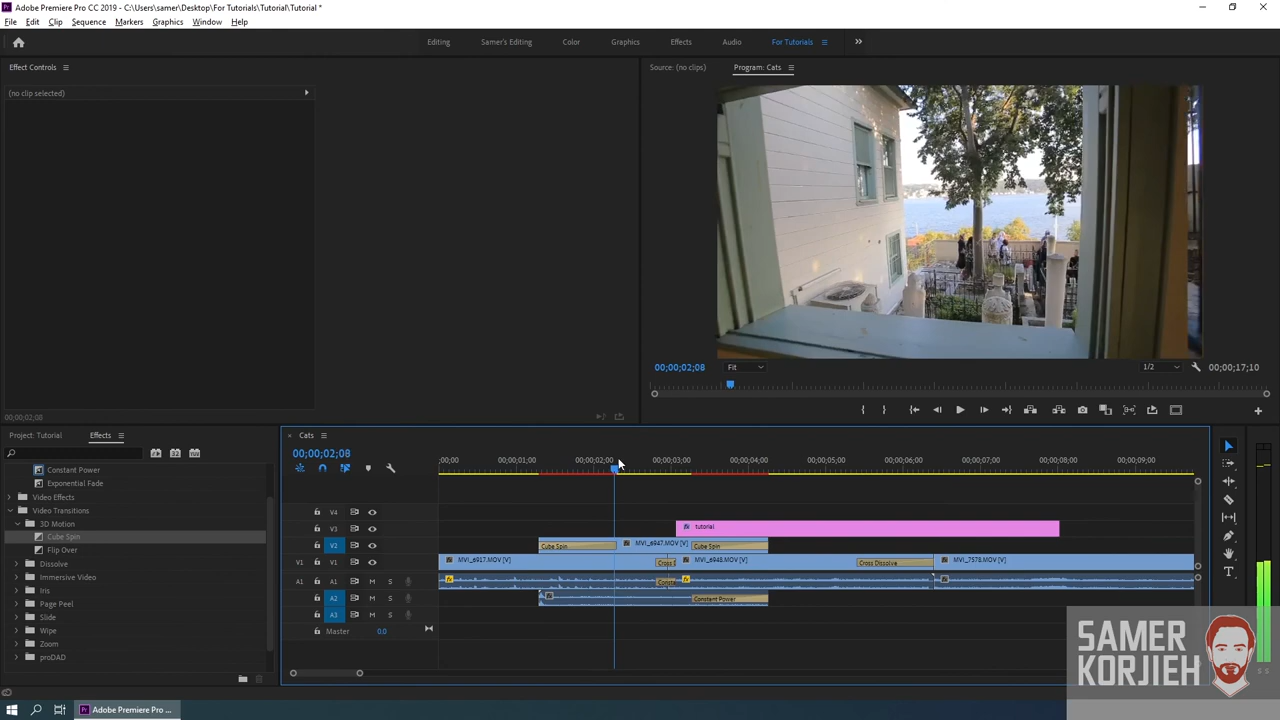 Adobe Premiere Pro CC 2019 - C:\Users\samer\Desktop\For Tutorials\Tutorial\Tutorial *
File Edit Clip Sequence Markers Graphics Window Help
Editing Samer's Editing Color Graphics Effects Audio For Tutorials
Effect Controls
Source: (no clips) Program: Cats
(no clip selected)
00;00;02;08 Fit 1/2 00;00;17;10
00;00;02;08
Project: Tutorial Effects
Constant Power
Exponential Fade
Video Effects
Video Transitions
3D Motion
Cube Spin
Flip Over
Dissolve
Immersive Video
Iris
Page Peel
Slide
Wipe
Zoom
proDAD
Cats
00;00;02;08
;00;00 00;00;01;00 00;00;02;00 00;00;03;00 00;00;04;00 00;00;05;00 00;00;06;00 00;00;07;00 00;00;08;00 00;00;09;00
V4
V3 tutorial
V2 Cube Spin MVI_6947.MOV [V] Cube Spin
V1 V1 MVI_6917.MOV [V] Cross MVI_6948.MOV [V] Cross Dissolve MVI_7578.MOV [V]
A1 A1 M S Const
A2 M S Constant Power
A3 M S
Master 0.0
S S
SAMER
KORJIEH
Adobe Premiere Pro ...